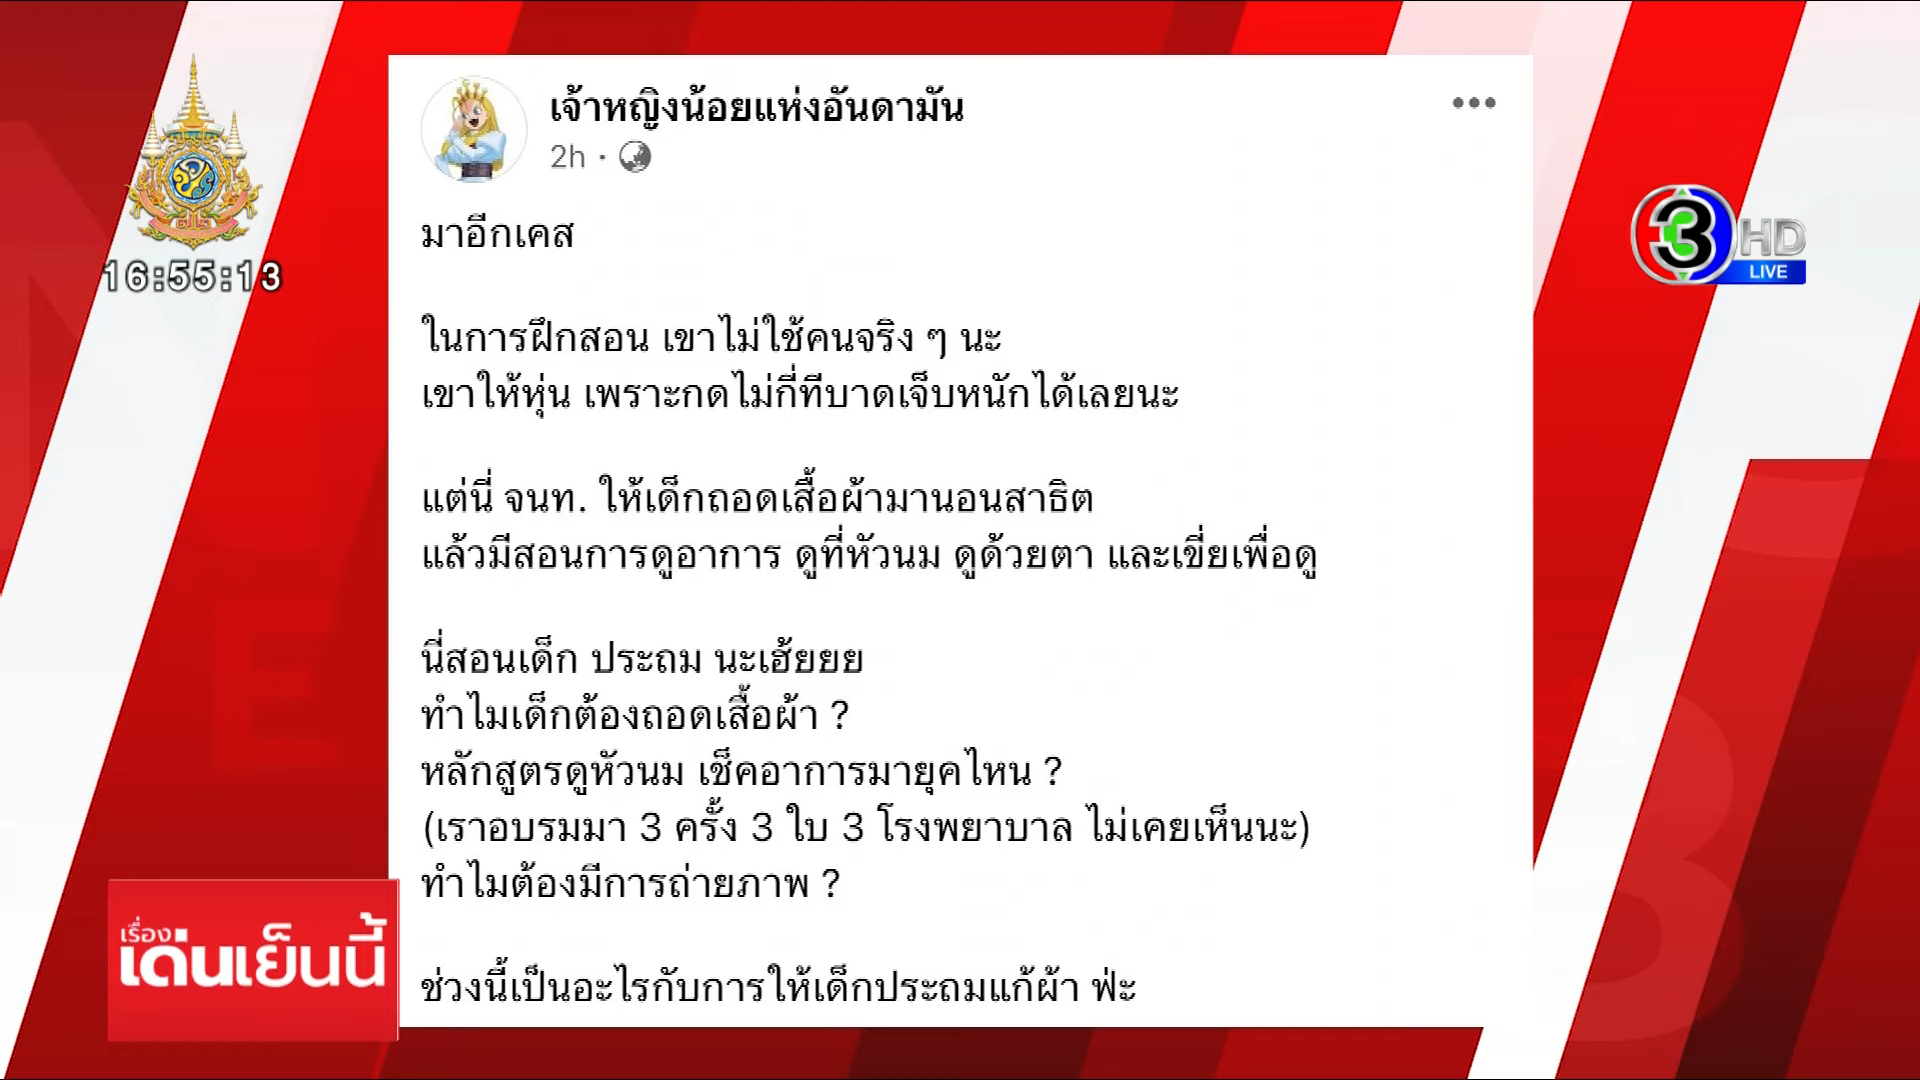 เจ้าหญิงน้อยแห่งอันดามัน
2h ·
มาอีกเคส
ในการฝึกสอน เขาไม่ใช้คนจริง ๆ นะ
เขาให้หุ่น เพราะกดไม่กี่ทีบาดเจ็บหนักได้เลยนะ
แต่นี่ จนท. ให้เด็กถอดเสื้อผ้ามานอนสาธิต
แล้วมีสอนการดูอาการ ดูที่หัวนม ดูด้วยตา และเขี่ยเพื่อดู
นี่สอนเด็ก ประถม นะเฮ้ยยย
ทำไมเด็กต้องถอดเสื้อผ้า ?
หลักสูตรดูหัวนม เช็คอาการมายุคไหน ?
(เราอบรมมา 3 ครั้ง 3 ใบ 3 โรงพยาบาล ไม่เคยเห็นนะ)
ทำไมต้องมีการถ่ายภาพ ?
ช่วงนี้เป็นอะไรกับการให้เด็กประถมแก้ผ้า ฟ่ะ
16:55:13
3 HD
LIVE
เรื่อง
เด่นเย็นนี้